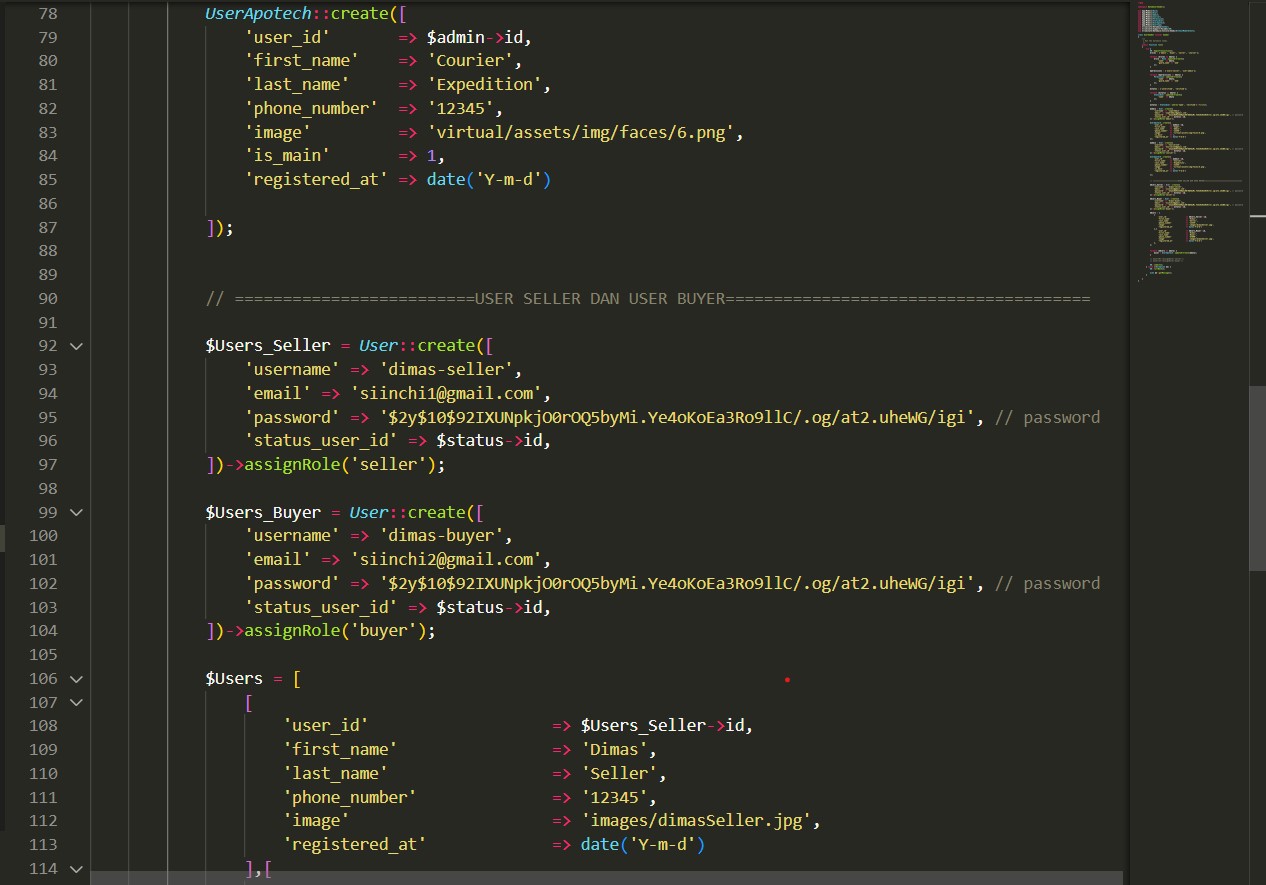 78 UserApotech::create([
79 'user_id' => $admin->id,
80 'first_name' => 'Courier',
81 'last_name' => 'Expedition',
82 'phone_number' => '12345',
83 'image' => 'virtual/assets/img/faces/6.png',
84 'is_main' => 1,
85 'registered_at' => date('Y-m-d')
86
87 ]);
88
89
90 // =========================USER SELLER DAN USER BUYER======================================
91
92 $Users_Seller = User::create([
93 'username' => 'dimas-seller',
94 'email' => 'siinchi1@gmail.com',
95 'password' => '$2y$10$92IXUNpkjO0rOQ5byMi.Ye4oKoEa3Ro9llC/.og/at2.uheWG/igi', // password
96 'status_user_id' => $status->id,
97 ])->assignRole('seller');
98
99 $Users_Buyer = User::create([
100 'username' => 'dimas-buyer',
101 'email' => 'siinchi2@gmail.com',
102 'password' => '$2y$10$92IXUNpkjO0rOQ5byMi.Ye4oKoEa3Ro9llC/.og/at2.uheWG/igi', // password
103 'status_user_id' => $status->id,
104 ])->assignRole('buyer');
105
106 $Users = [
107 [
108 'user_id' => $Users_Seller->id,
109 'first_name' => 'Dimas',
110 'last_name' => 'Seller',
111 'phone_number' => '12345',
112 'image' => 'images/dimasSeller.jpg',
113 'registered_at' => date('Y-m-d')
114 ],[